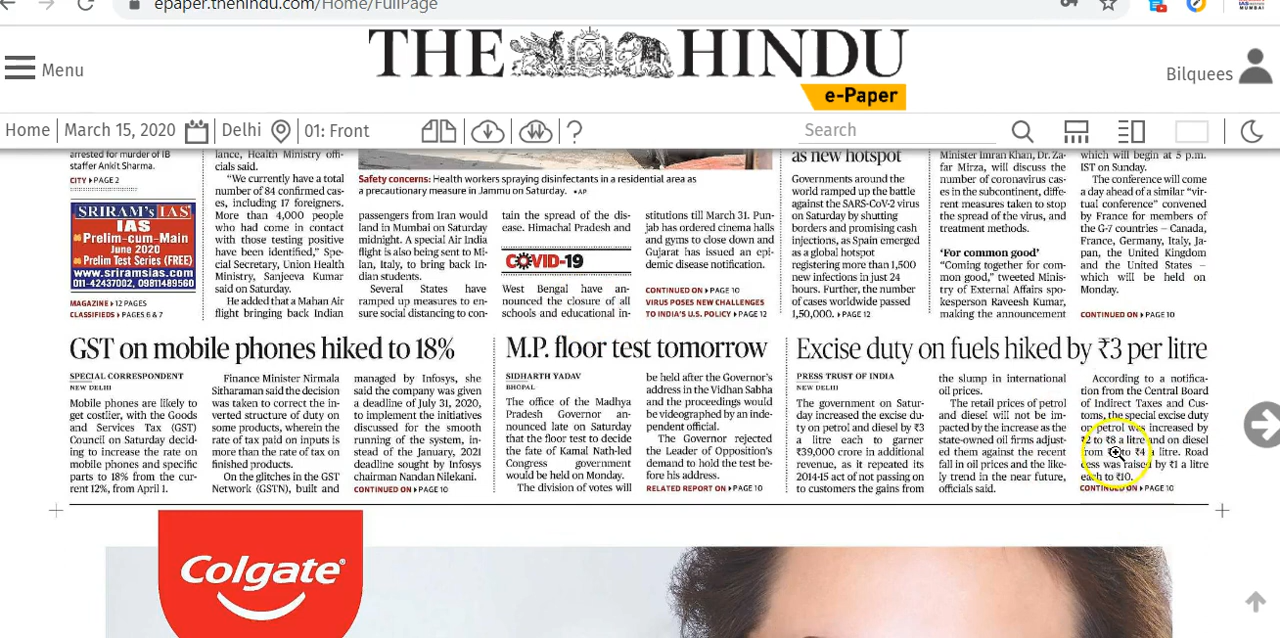 epaper.thehindu.com/Home/FullPage
Menu
THE HINDU
e-Paper
Bilquees
Home
March 15, 2020
Delhi
01: Front
?
Search
arrested for murder of IB
staffer Ankit Sharma.
CITY ▸ PAGE 2
SRIRAM's IAS
IAS
Prelim-cum-Main
June 2020
Prelim Test Series (FREE)
www.sriramsias.com
011-42437002, 09811489560
MAGAZINE ▸ 12 PAGES
CLASSIFIEDS ▸ PAGES 6 & 7
lance, Health Ministry offi-
cials said.
“We currently have a total
number of 84 confirmed cas-
es, including 17 foreigners.
More than 4,000 people
who had come in contact
with those testing positive
have been identified,” Spe-
cial Secretary, Union Health
Ministry, Sanjeeva Kumar
said on Saturday.
He added that a Mahan Air
flight bringing back Indian
Safety concerns: Health workers spraying disinfectants in a residential area as
a precautionary measure in Jammu on Saturday. ▪AP
passengers from Iran would
land in Mumbai on Saturday
midnight. A special Air India
flight is also being sent to Mi-
lan, Italy, to bring back In-
dian students.
Several States have
ramped up measures to en-
sure social distancing to con-
tain the spread of the dis-
ease. Himachal Pradesh and
COVID-19
West Bengal have an-
nounced the closure of all
schools and educational in-
stitutions till March 31. Pun-
jab has ordered cinema halls
and gyms to close down and
Gujarat has issued an epi-
demic disease notification.
CONTINUED ON ▸ PAGE 10
VIRUS POSES NEW CHALLENGES
TO INDIA'S U.S. POLICY ▸ PAGE 12
as new hotspot
Governments around the
world ramped up the battle
against the SARS-CoV-2 virus
on Saturday by shutting
borders and promising cash
injections, as Spain emerged
as a global hotspot
registering more than 1,500
new infections in just 24
hours. Further, the number
of cases worldwide passed
1,50,000. ▸ PAGE 12
Minister Imran Khan, Dr. Za-
far Mirza, will discuss the
number of coronavirus cas-
es in the subcontinent, diffe-
rent measures taken to stop
the spread of the virus, and
treatment methods.
‘For common good’
“Coming together for com-
mon good,” tweeted Minis-
try of External Affairs spo-
kesperson Raveesh Kumar,
making the announcement
which will begin at 5 p.m.
IST on Sunday.
The conference will come
a day ahead of a similar “vir-
tual conference” convened
by France for members of
the G-7 countries – Canada,
France, Germany, Italy, Ja-
pan, the United Kingdom
and the United States –
which will be held on
Monday.
CONTINUED ON ▸ PAGE 10
GST on mobile phones hiked to 18%
SPECIAL CORRESPONDENT
NEW DELHI
Mobile phones are likely to
get costlier, with the Goods
and Services Tax (GST)
Council on Saturday decid-
ing to increase the rate on
mobile phones and specific
parts to 18% from the cur-
rent 12%, from April 1.
Finance Minister Nirmala
Sitharaman said the decision
was taken to correct the in-
verted structure of duty on
some products, wherein the
rate of tax paid on inputs is
more than the rate of tax on
finished products.
On the glitches in the GST
Network (GSTN), built and
managed by Infosys, she
said the company was given
a deadline of July 31, 2020,
to implement the initiatives
discussed for the smooth
running of the system, in-
stead of the January, 2021
deadline sought by Infosys
chairman Nandan Nilekani.
CONTINUED ON ▸ PAGE 10
M.P. floor test tomorrow
SIDHARTH YADAV
BHOPAL
The office of the Madhya
Pradesh Governor an-
nounced late on Saturday
that the floor test to decide
the fate of Kamal Nath-led
Congress government
would be held on Monday.
The division of votes will
be held after the Governor's
address in the Vidhan Sabha
and the proceedings would
be videographed by an inde-
pendent official.
The Governor rejected
the Leader of Opposition's
demand to hold the test be-
fore his address.
RELATED REPORT ON ▸ PAGE 10
Excise duty on fuels hiked by ₹3 per litre
PRESS TRUST OF INDIA
NEW DELHI
The government on Satur-
day increased the excise du-
ty on petrol and diesel by ₹3
a litre each to garner
₹39,000 crore in additional
revenue, as it repeated its
2014-15 act of not passing on
to customers the gains from
the slump in international
oil prices.
The retail prices of petrol
and diesel will not be im-
pacted by the increase as the
state-owned oil firms adjust-
ed them against the recent
fall in oil prices and the like-
ly trend in the near future,
officials said.
According to a notifica-
tion from the Central Board
of Indirect Taxes and Cus-
toms, the special excise duty
on petrol was increased by
₹2 to ₹8 a litre and on diesel
from ₹4 a litre. Road
cess was raised by ₹1 a litre
each to ₹10.
CONTINUED ON ▸ PAGE 10
Colgate